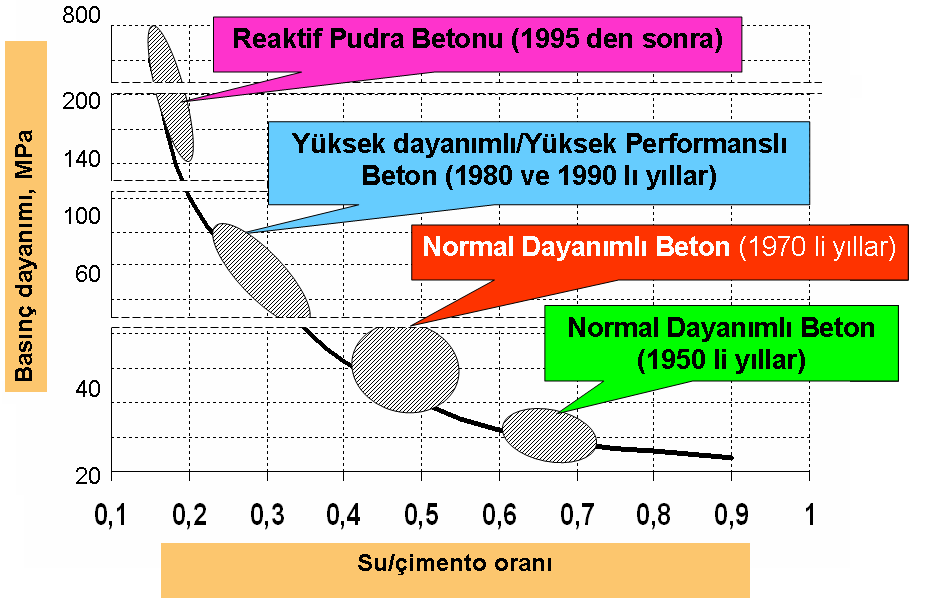 800
200
140
100
60
40
20
Basınç dayanımı, MPa
Reaktif Pudra Betonu (1995 den sonra)
Yüksek dayanımlı/Yüksek Performanslı
Beton (1980 ve 1990 lı yıllar)
Normal Dayanımlı Beton (1970 li yıllar)
Normal Dayanımlı Beton
(1950 li yıllar)
0,1 0,2 0,3 0,4 0,5 0,6 0,7 0,8 0,9 1
Su/çimento oranı